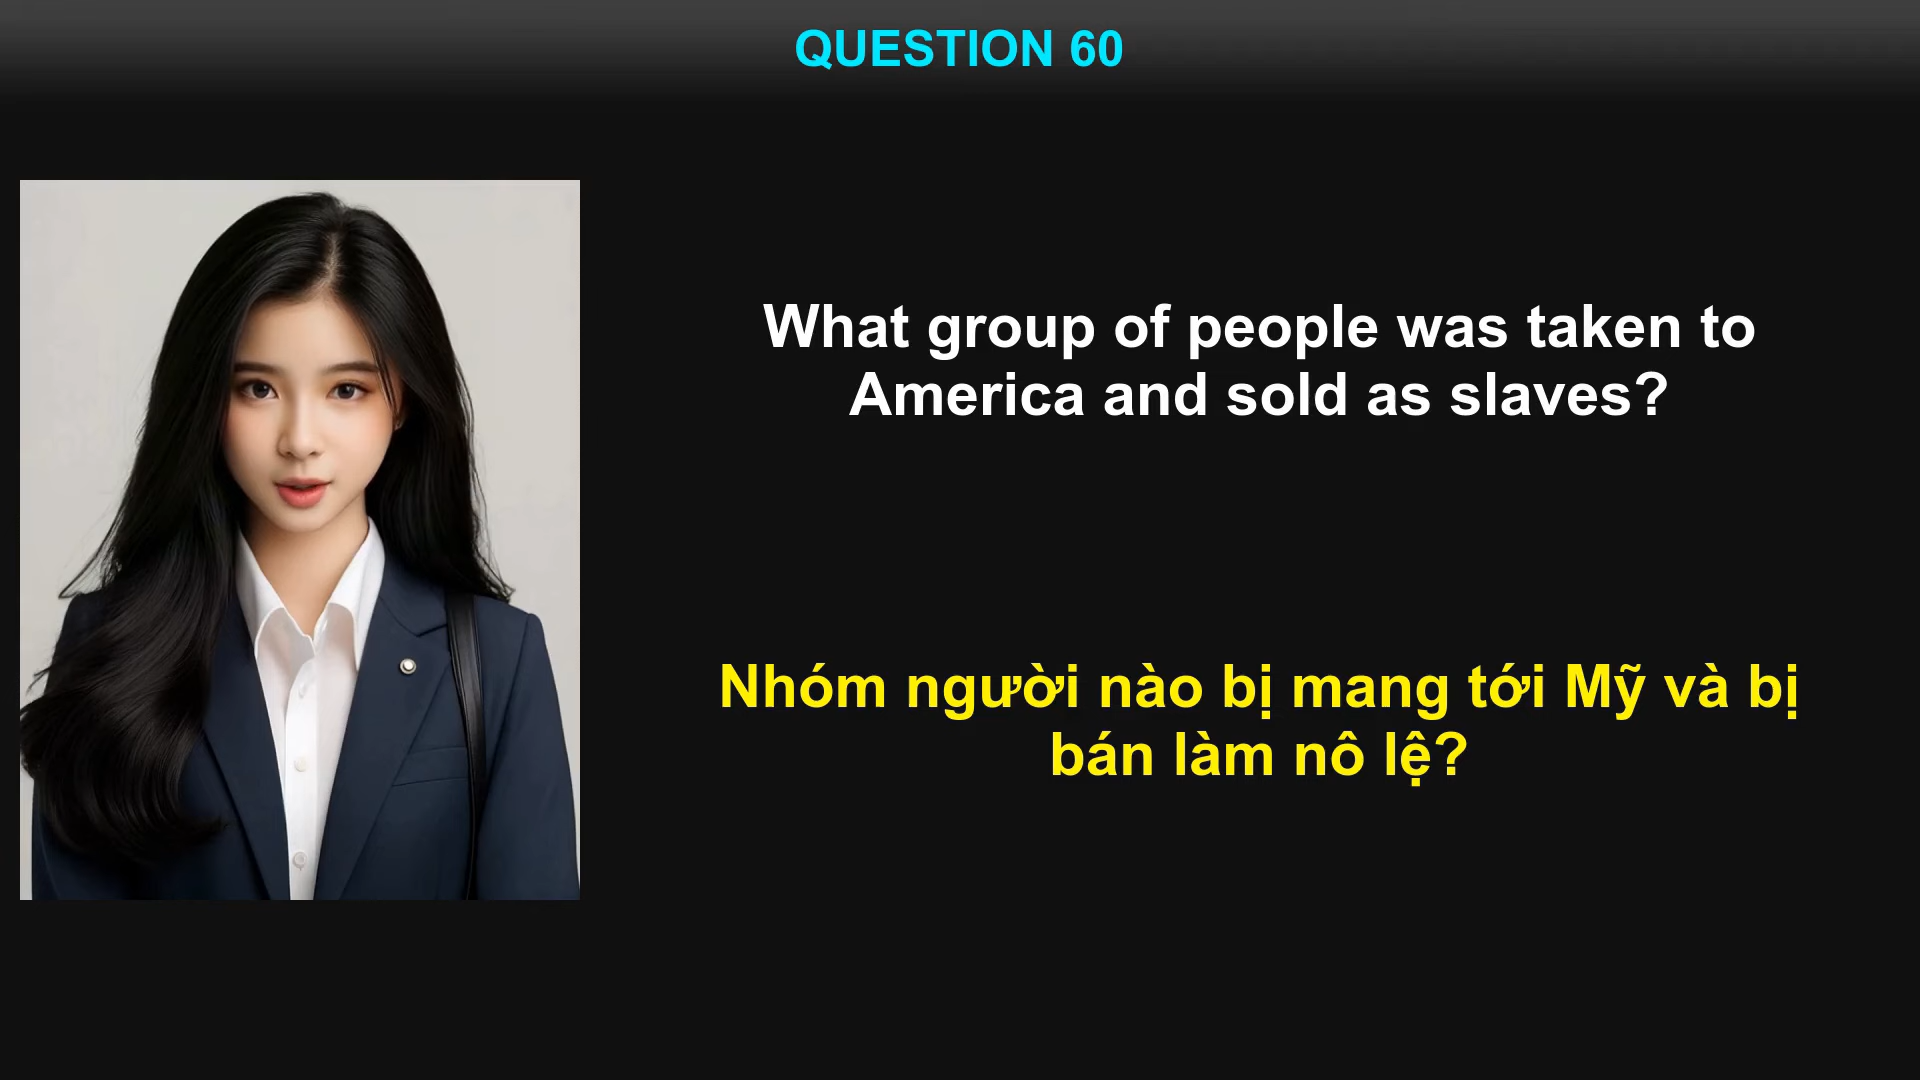 QUESTION 60
What group of people was taken to
America and sold as slaves?
Nhóm người nào bị mang tới Mỹ và bị
bán làm nô lệ?